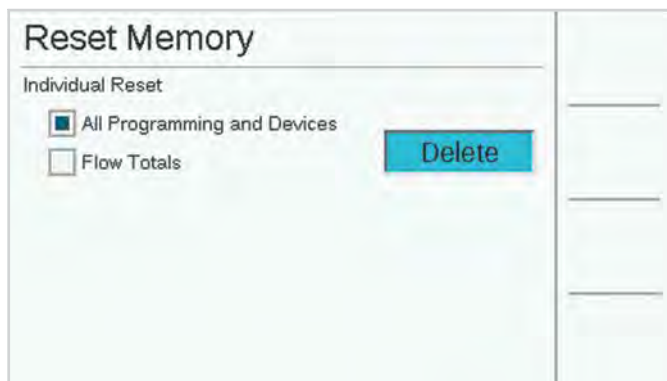 Reset Memory
Individual Reset
All Programming and Devices
Flow Totals
Delete